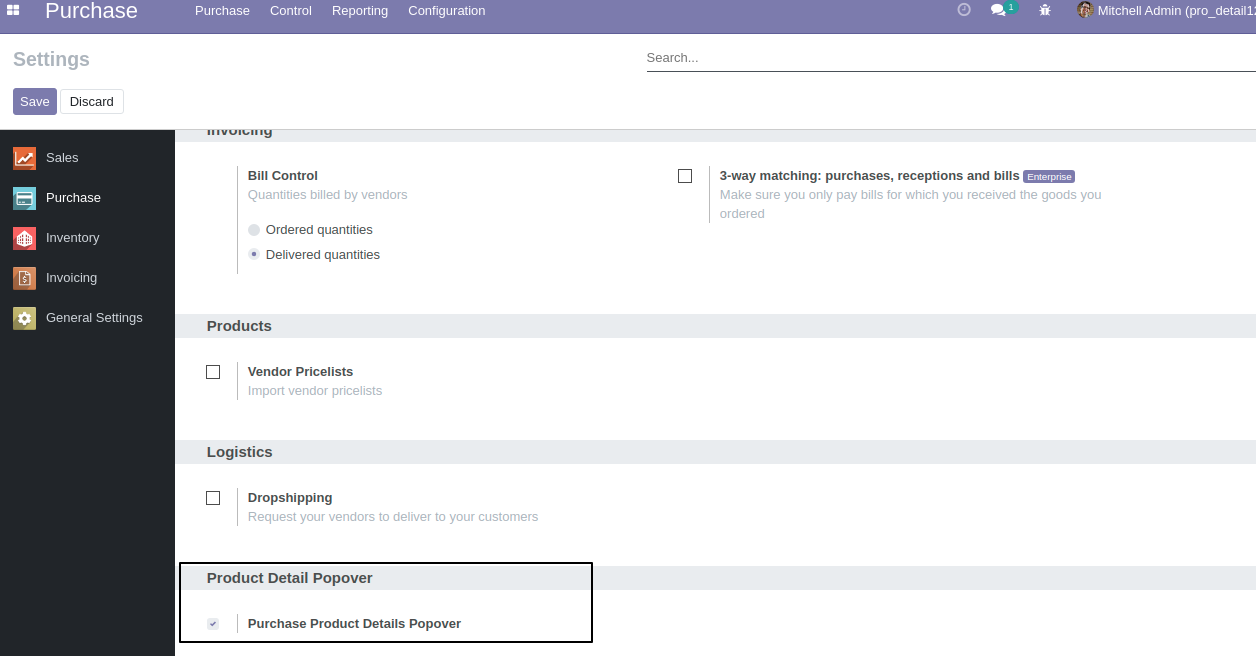 Purchase
Purchase Control Reporting Configuration
1
Mitchell Admin (pro_detail12
Settings
Search...
Save Discard
Invoicing
Sales
Purchase
Inventory
Invoicing
General Settings
Bill Control
Quantities billed by vendors
Ordered quantities
Delivered quantities
3-way matching: purchases, receptions and bills Enterprise
Make sure you only pay bills for which you received the goods you
ordered
Products
Vendor Pricelists
Import vendor pricelists
Logistics
Dropshipping
Request your vendors to deliver to your customers
Product Detail Popover
Purchase Product Details Popover